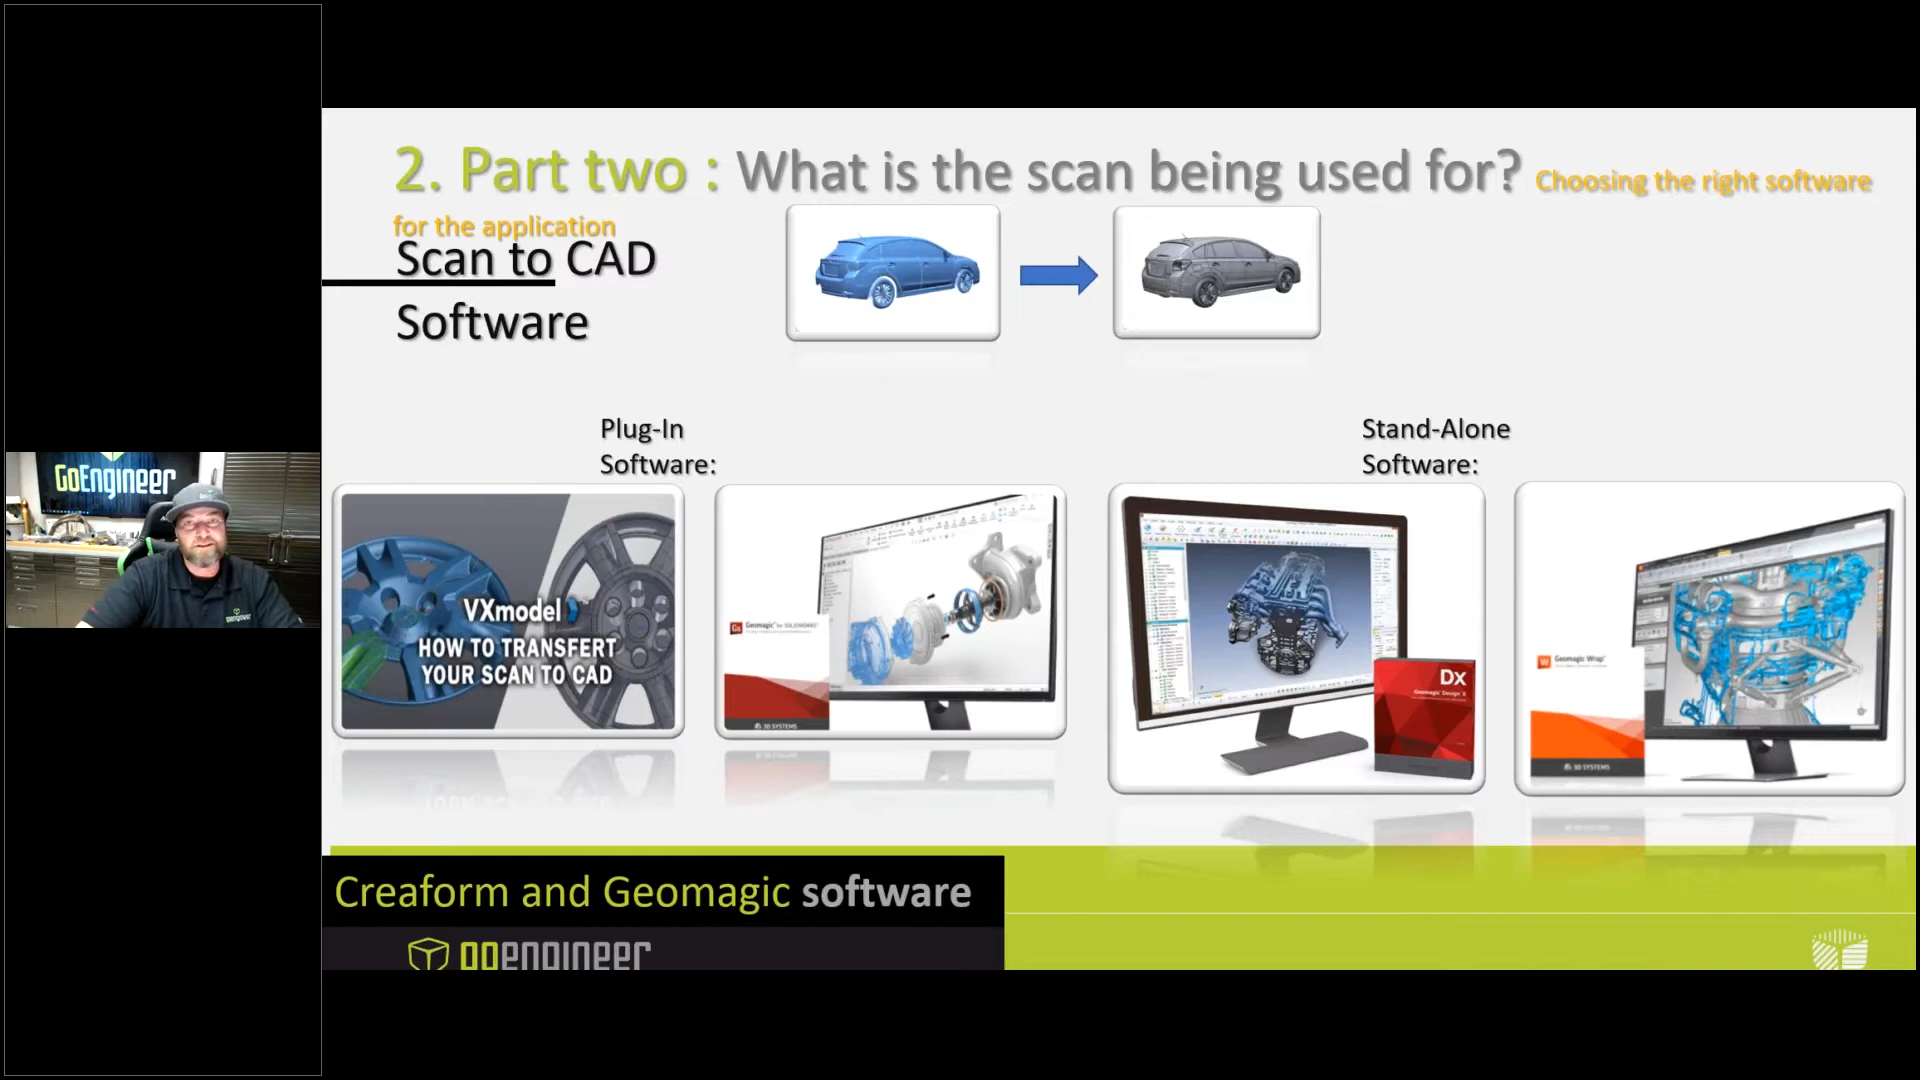 2. Part two : What is the scan being used for? Choosing the right software
for the application
Scan to CAD
Software
Plug-In
Software:
Stand-Alone
Software:
GoEngineer
VXmodel
HOW TO TRANSFERT
YOUR SCAN TO CAD
Gs Geomagic for SOLIDWORKS
3D SYSTEMS
Dx
Geomagic Design X
W Geomagic Wrap
3D SYSTEMS
Creaform and Geomagic software
goengineer